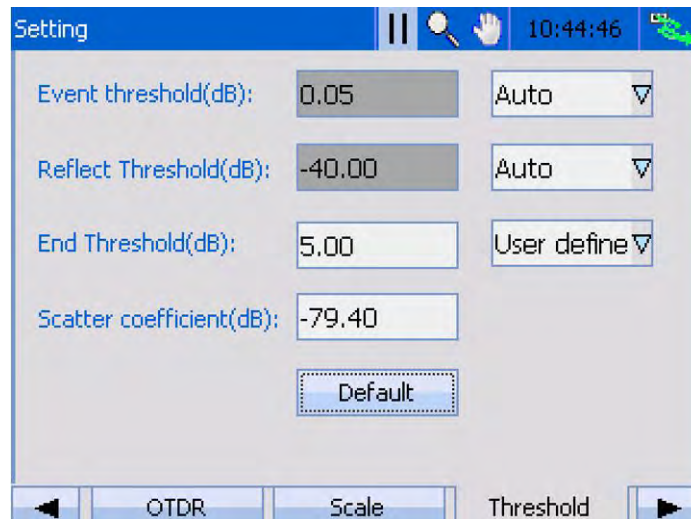 Setting 10:44:46
Event threshold(dB): 0.05 Auto
Reflect Threshold(dB): -40.00 Auto
End Threshold(dB): 5.00 User define
Scatter coefficient(dB): -79.40
Default
OTDR Scale Threshold